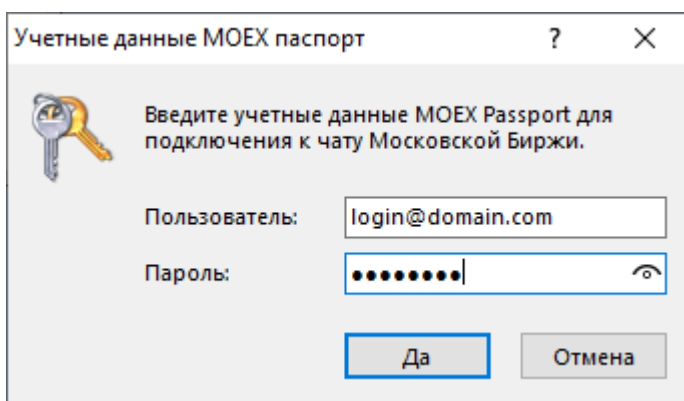 Учетные данные MOEX паспорт
Введите учетные данные MOEX Passport для
подключения к чату Московской Биржи.
Пользователь: login@domain.com
Пароль: ●●●●●●●●
Да Отмена